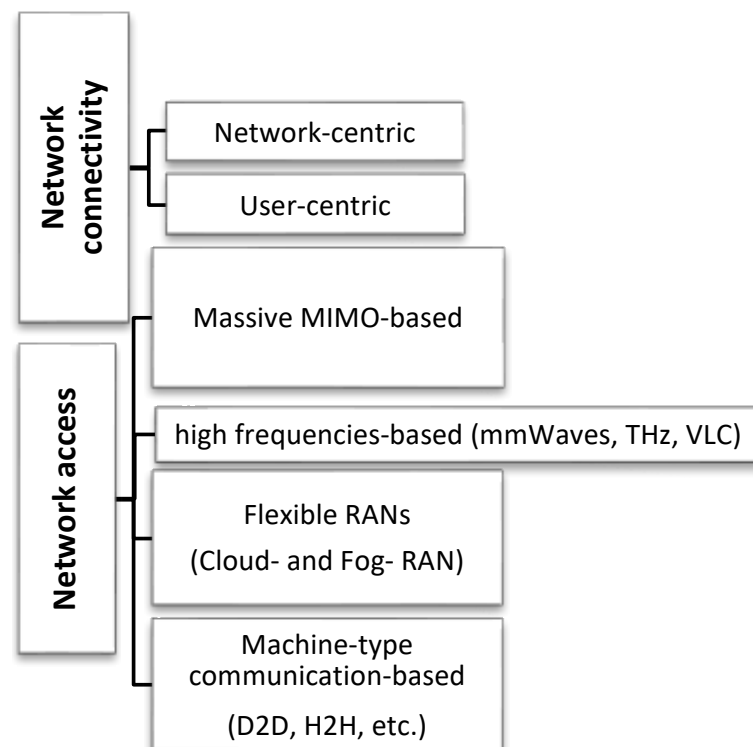 Network
connectivity
Network-centric
User-centric
Network access
Massive MIMO-based
high frequencies-based (mmWaves, THz, VLC)
Flexible RANs
(Cloud- and Fog- RAN)
Machine-type
communication-based
(D2D, H2H, etc.)